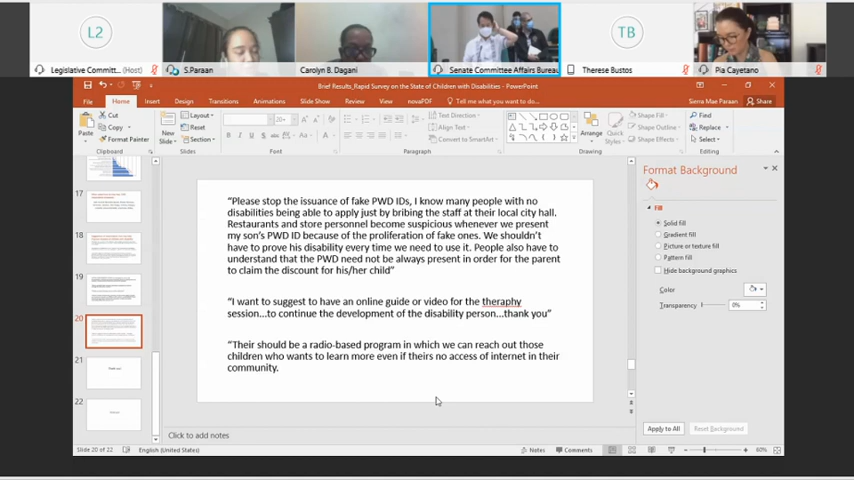 L2
TB
Legislative Committ... (Host)
S.Paraan
Carolyn B. Dagani
Senate Committee Affairs Bureau
Therese Bustos
Pia Cayetano
Brief Results_Rapid Survey on the State of Children with Disabilities - PowerPoint
Sierra Mae Paraan
Share
File
Home
Insert
Design
Transitions
Animations
Slide Show
Review
View
novaPDF
Tell me what you want to do...
Paste
Cut
Copy
Format Painter
Clipboard
New
Slide
Layout
Reset
Section
Slides
Font
Text Direction
Align Text
Convert to SmartArt
Paragraph
Arrange
Quick
Styles
Shape Fill
Shape Outline
Shape Effects
Drawing
Find
Replace
Select
Editing
17
18
19
20
21
22
“Please stop the issuance of fake PWD IDs, I know many people with no
disabilities being able to apply just by bribing the staff at their local city hall.
Restaurants and store personnel become suspicious whenever we present
my son’s PWD ID because of the proliferation of fake ones. We shouldn’t
have to prove his disability every time we need to use it. People also have to
understand that the PWD need not be always present in order for the parent
to claim the discount for his/her child”
“I want to suggest to have an online guide or video for the theraphy
session...to continue the development of the disability person...thank you”
“Their should be a radio-based program in which we can reach out those
children who wants to learn more even if theirs no access of internet in their
community.
Click to add notes
Format Background
Fill
Solid fill
Gradient fill
Picture or texture fill
Pattern fill
Hide background graphics
Color
Transparency
0%
Apply to All
Reset Background
Slide 20 of 22
English (United States)
Notes
Comments
60%